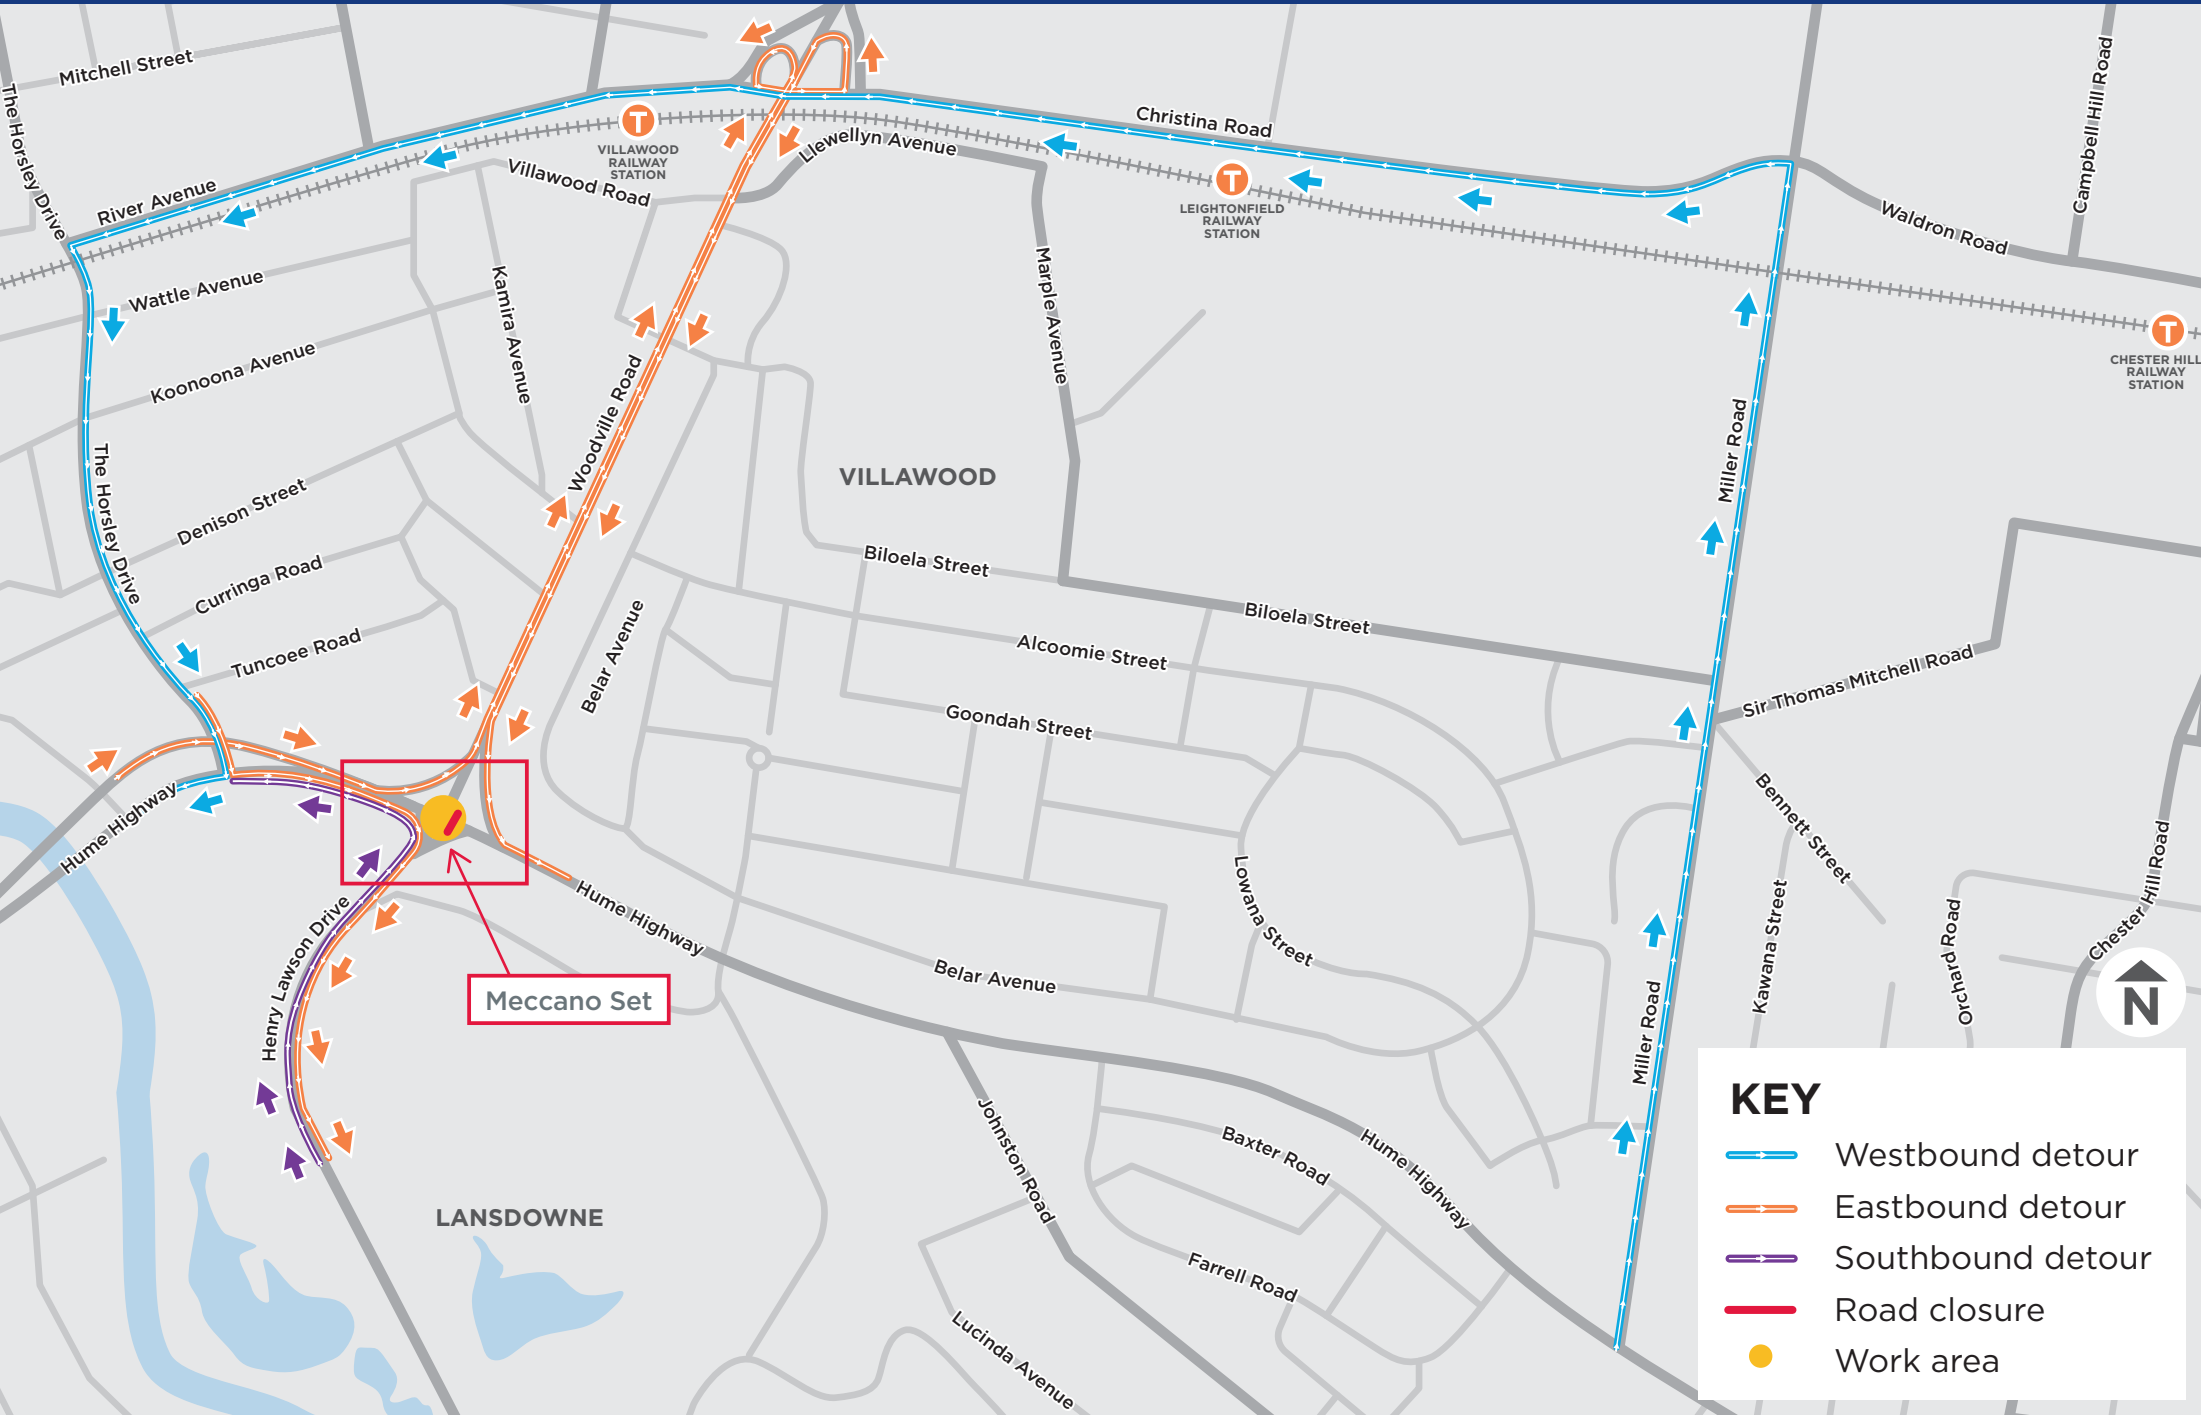 Mitchell Street
The Horsley Drive
Christina Road
Campbell Hill Road
Llewellyn Avenue
VILLAWOOD
RAILWAY
STATION
T
Villawood Road
River Avenue
T
LEIGHTONFIELD
RAILWAY
STATION
Waldron Road
Wattle Avenue
Kamira Avenue
Marple Avenue
T
CHESTER HILL
RAILWAY
STATION
Koonoona Avenue
Woodville Road
Miller Road
VILLAWOOD
The Horsley Drive
Denison Street
Biloela Street
Curringa Road
Biloela Street
Belar Avenue
Tuncoee Road
Alcoomie Street
Sir Thomas Mitchell Road
Goondah Street
Bennett Street
Hume Highway
Chester Hill Road
Hume Highway
Lowana Street
Kawana Street
Orchard Road
Henry Lawson Drive
Belar Avenue
Meccano Set
Miller Road
N
Johnston Road
Baxter Road
Hume Highway
LANSDOWNE
Farrell Road
Lucinda Avenue
KEY
Westbound detour
Eastbound detour
Southbound detour
Road closure
Work area